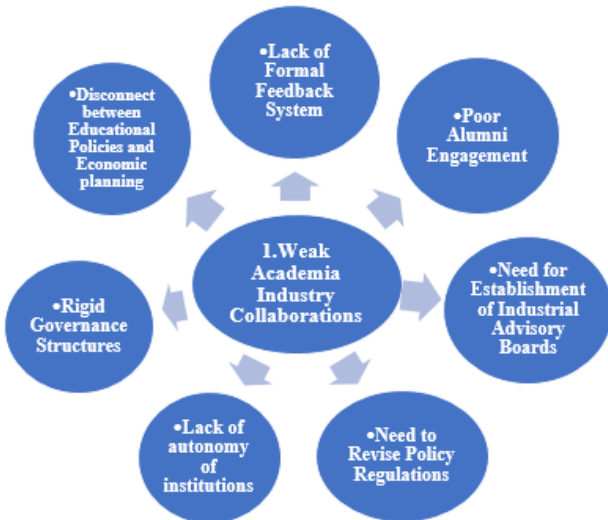 •Lack of
Formal
Feedback
System
•Poor
Alumni
Engagement
•Need for
Establishment
of Industrial
Advisory
Boards
•Need to
Revise Policy
Regulations
•Lack of
autonomy
of
institutions
•Rigid
Governance
Structures
•Disconnect
between
Educational
Policies and
Economic
planning
1.Weak
Academia
Industry
Collaborations